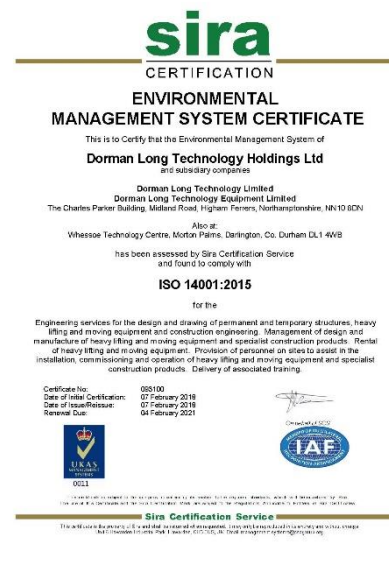 sira
CERTIFICATION
ENVIRONMENTAL
MANAGEMENT SYSTEM CERTIFICATE
This is to Certify that the Environmental Management System of
Dorman Long Technology Holdings Ltd
and subsidiary companies
Dorman Long Technology Limited
Dorman Long Technology Equipment Limited
The Charles Parker Building, Midland Road, Higham Ferrers, Northamptonshire, NN10 8DN
Also at:
Whessoe Technology Centre, Morton Palms, Darlington, Co. Durham DL1 4WB
has been assessed by Sira Certification Service
and found to comply with
ISO 14001:2015
for the
Engineering services for the design and drawing of permanent and temporary structures, heavy
lifting and moving equipment and construction engineering. Management of design and
manufacture of heavy lifting and moving equipment and specialist construction products. Rental
of heavy lifting and moving equipment. Provision of personnel on sites to assist in the
installation, commissioning and operation of heavy lifting and moving equipment and specialist
construction products. Delivery of associated training.
Certificate No: 093100
Date of Initial Certification: 07 February 2018
Date of Issue/Reissue: 07 February 2018
Renewal Due: 04 February 2021
UKAS
MANAGEMENT
SYSTEMS
0011
IAF
Sira Certification Service